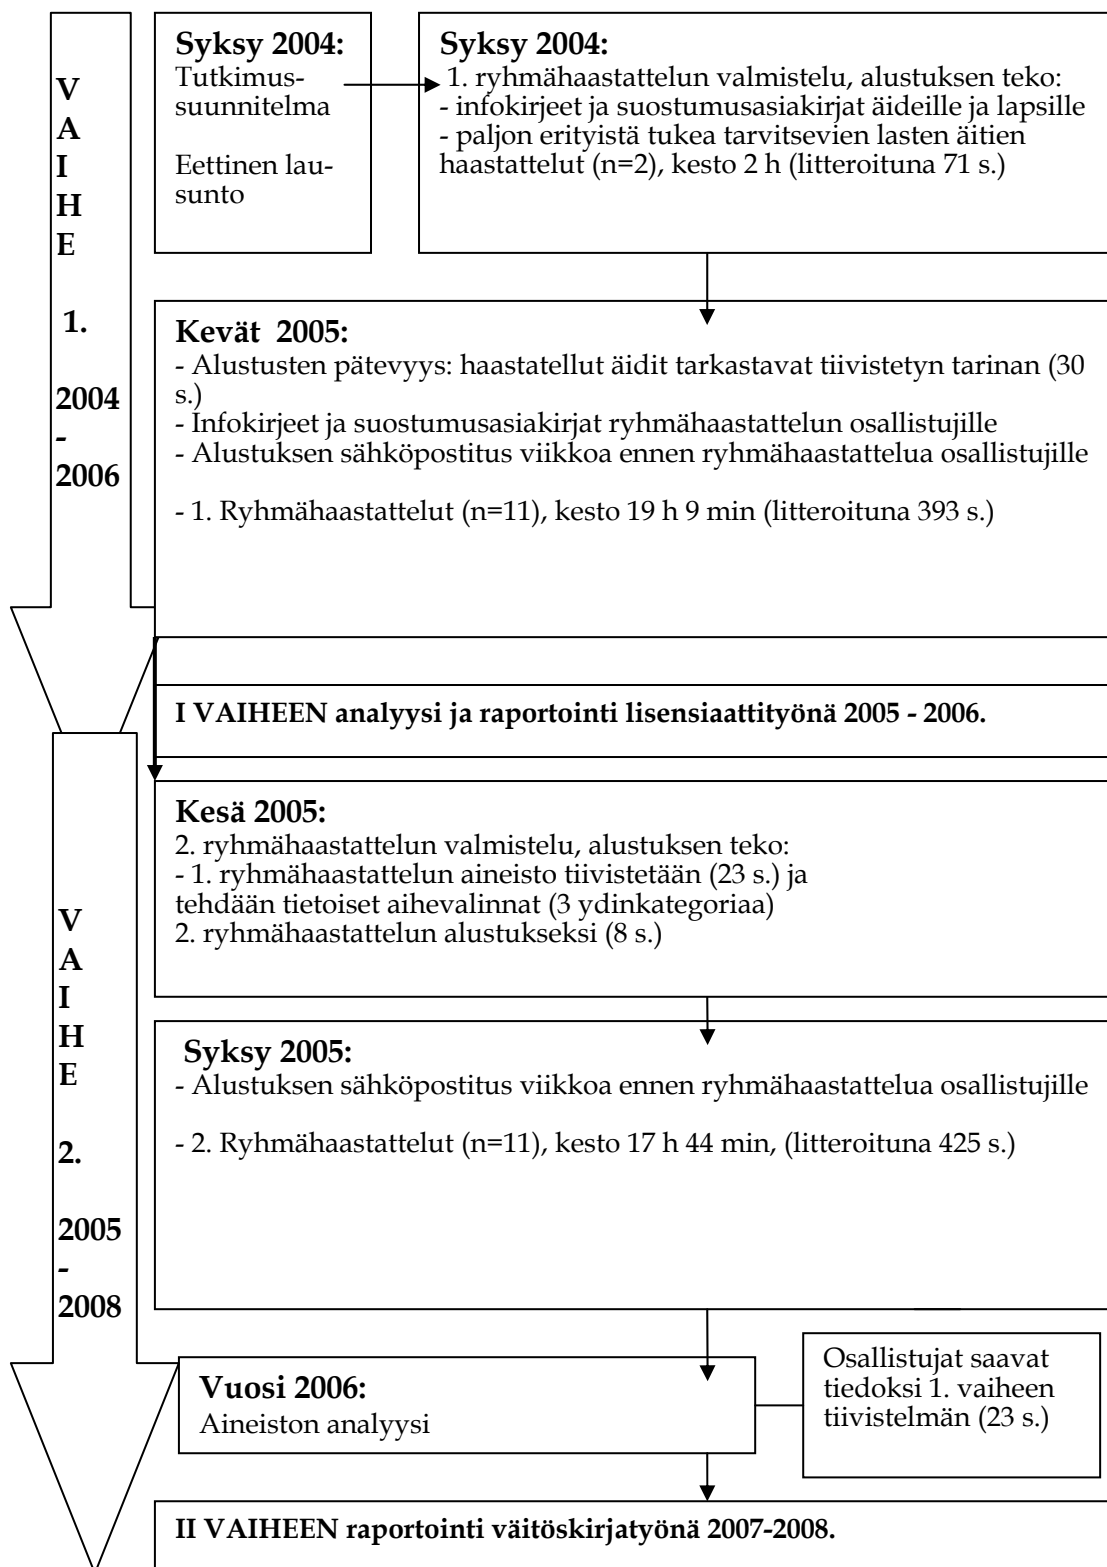 V
A
I
H
E
1.
2004
-
2006
Syksy 2004:
Tutkimus-
suunnitelma
Eettinen lau-
sunto
Syksy 2004:
1. ryhmähaastattelun valmistelu, alustuksen teko:
- infokirjeet ja suostumusasiakirjat äideille ja lapsille
- paljon erityistä tukea tarvitsevien lasten äitien
haastattelut (n=2), kesto 2 h (litteroituna 71 s.)
Kevät 2005:
- Alustusten pätevyys: haastatellut äidit tarkastavat tiivistetyn tarinan (30
s.)
- Infokirjeet ja suostumusasiakirjat ryhmähaastattelun osallistujille
- Alustuksen sähköpostitus viikkoa ennen ryhmähaastattelua osallistujille
- 1. Ryhmähaastattelut (n=11), kesto 19 h 9 min (litteroituna 393 s.)
I VAIHEEN analyysi ja raportointi lisensiaattityönä 2005 - 2006.
V
A
I
H
E
2.
2005
-
2008
Kesä 2005:
2. ryhmähaastattelun valmistelu, alustuksen teko:
- 1. ryhmähaastattelun aineisto tiivistetään (23 s.) ja
tehdään tietoiset aihevalinnat (3 ydinkategoriaa)
2. ryhmähaastattelun alustukseksi (8 s.)
Syksy 2005:
- Alustuksen sähköpostitus viikkoa ennen ryhmähaastattelua osallistujille
- 2. Ryhmähaastattelut (n=11), kesto 17 h 44 min, (litteroituna 425 s.)
Vuosi 2006:
Aineiston analyysi
Osallistujat saavat
tiedoksi 1. vaiheen
tiivistelmän (23 s.)
II VAIHEEN raportointi väitöskirjatyönä 2007-2008.